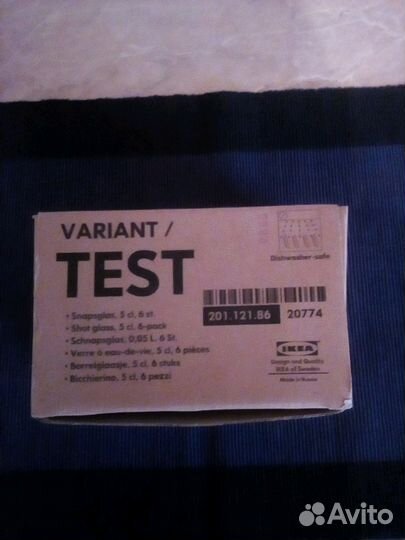 VARIANT /
TEST
Dishwasher-safe
• Snapsglas, 5 cl, 6 st.
• Shot glass, 5 cl, 6-pack
• Schnapsglas, 0,05 L, 6 St.
• Verre à eau-de-vie, 5 cl, 6 pièces
• Borrelglaasje, 5 cl, 6 stuks
• Bicchierino, 5 cl, 6 pezzi
201.121.86 20774
IKEA
Design and Quality
IKEA of Sweden
Made in Russia
Avito